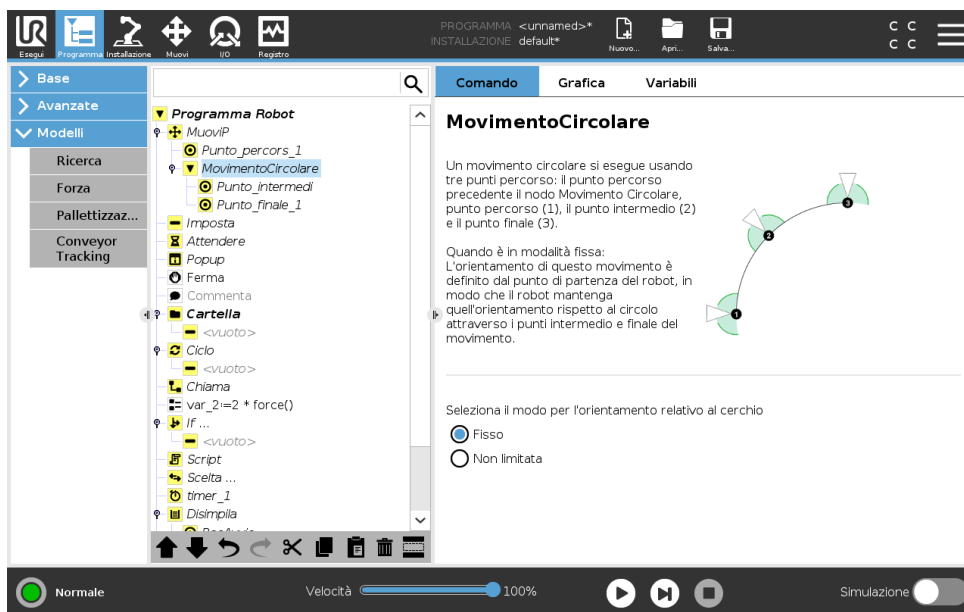 UR
PROGRAMMA <unnamed>*
INSTALLAZIONE default*
C C
C C
Esegui Programma Installazione Muovi I/O Registro Nuovo... Apri... Salva...
Base
Avanzate
Modelli
Ricerca
Forza
Pallettizzaz...
Conveyor
Tracking
Programma Robot
MuoviP
Punto_percors_1
MovimentoCircolare
Punto_intermedi
Punto_finale_1
Imposta
Attendere
Popup
Ferma
Commenta
Cartella
<vuoto>
Ciclo
<vuoto>
Chiama
var_2:=2 * force()
If ...
<vuoto>
Script
Scelta ...
timer_1
Disimpila
Comando Grafica Variabili
MovimentoCircolare
Un movimento circolare si esegue usando
tre punti percorso: il punto percorso
precedente il nodo Movimento Circolare,
punto percorso (1), il punto intermedio (2)
e il punto finale (3).
Quando è in modalità fissa:
L'orientamento di questo movimento è
definito dal punto di partenza del robot, in
modo che il robot mantenga
quell'orientamento rispetto al circolo
attraverso i punti intermedio e finale del
movimento.
3
2
1
Seleziona il modo per l'orientamento relativo al cerchio
Fisso
Non limitata
Normale Velocità 100% Simulazione